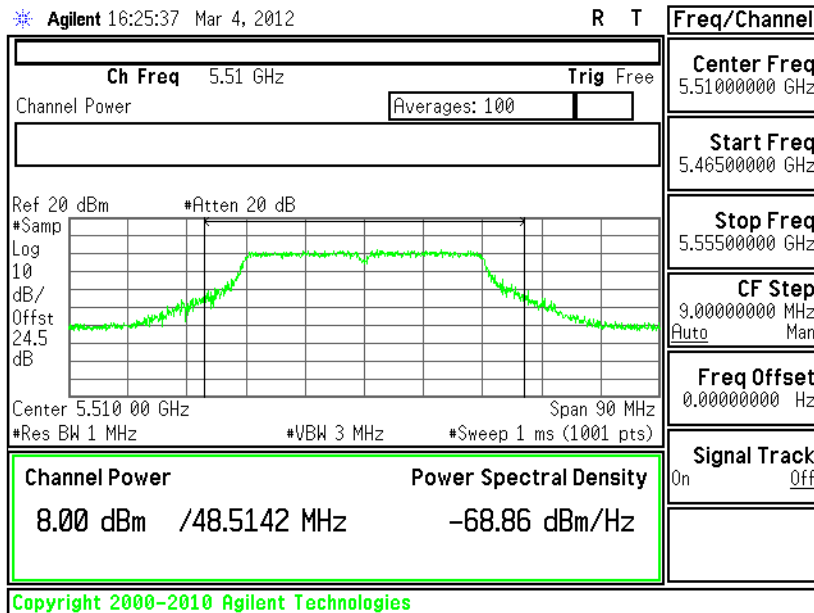 Agilent 16:25:37 Mar 4, 2012 R T
Freq/Channel
Ch Freq 5.51 GHz Trig Free
Channel Power Averages: 100
Ref 20 dBm #Atten 20 dB
#Samp
Log
10
dB/
Offst
24.5
dB
Center 5.510 00 GHz Span 90 MHz
#Res BW 1 MHz #VBW 3 MHz #Sweep 1 ms (1001 pts)
Channel Power Power Spectral Density
8.00 dBm /48.5142 MHz -68.86 dBm/Hz
Center Freq
5.51000000 GHz
Start Freq
5.46500000 GHz
Stop Freq
5.55500000 GHz
CF Step
9.00000000 MHz
Auto Man
Freq Offset
0.00000000 Hz
Signal Track
On Off
Copyright 2000-2010 Agilent Technologies